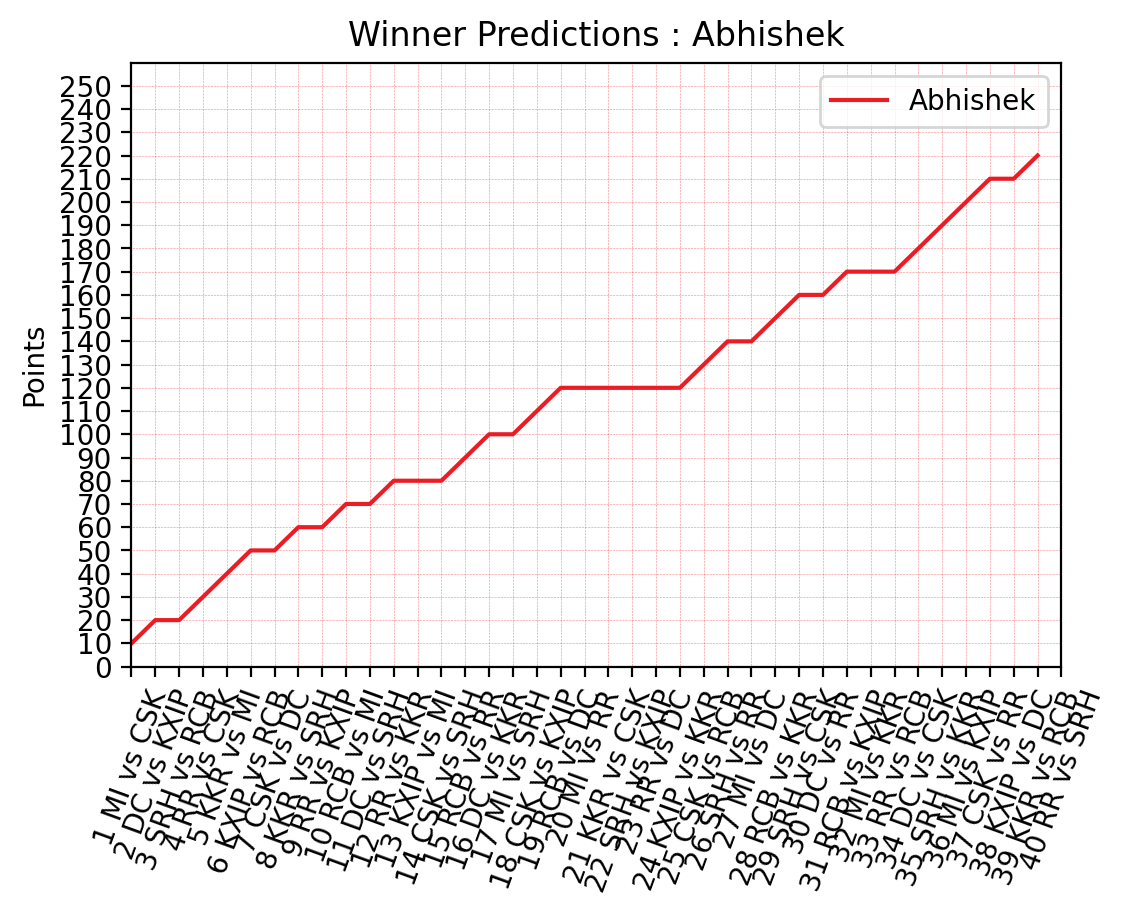 Winner Predictions : Abhishek
Abhishek
Points
250
240
230
220
210
200
190
180
170
160
150
140
130
120
110
100
90
80
70
60
50
40
30
20
10
0
1 MI vs CSK
2 DC vs KXIP
3 SRH vs RCB
4 RR vs CSK
5 KKR vs MI
6 KXIP vs RCB
7 CSK vs DC
8 KKR vs SRH
9 RR vs KXIP
10 RCB vs MI
11 DC vs SRH
12 RR vs KKR
13 KXIP vs MI
14 CSK vs SRH
15 RCB vs RR
16 DC vs KKR
17 MI vs SRH
18 CSK vs KXIP
19 RCB vs DC
20 MI vs RR
21 KKR vs CSK
22 SRH vs KXIP
23 RR vs DC
24 KXIP vs KKR
25 CSK vs RCB
26 SRH vs RR
27 MI vs DC
28 RCB vs KKR
29 SRH vs CSK
30 DC vs RR
31 RCB vs KXIP
32 MI vs KKR
33 RR vs RCB
34 DC vs CSK
35 SRH vs KKR
36 MI vs KXIP
37 CSK vs RR
38 KXIP vs DC
39 KKR vs RCB
40 RR vs SRH